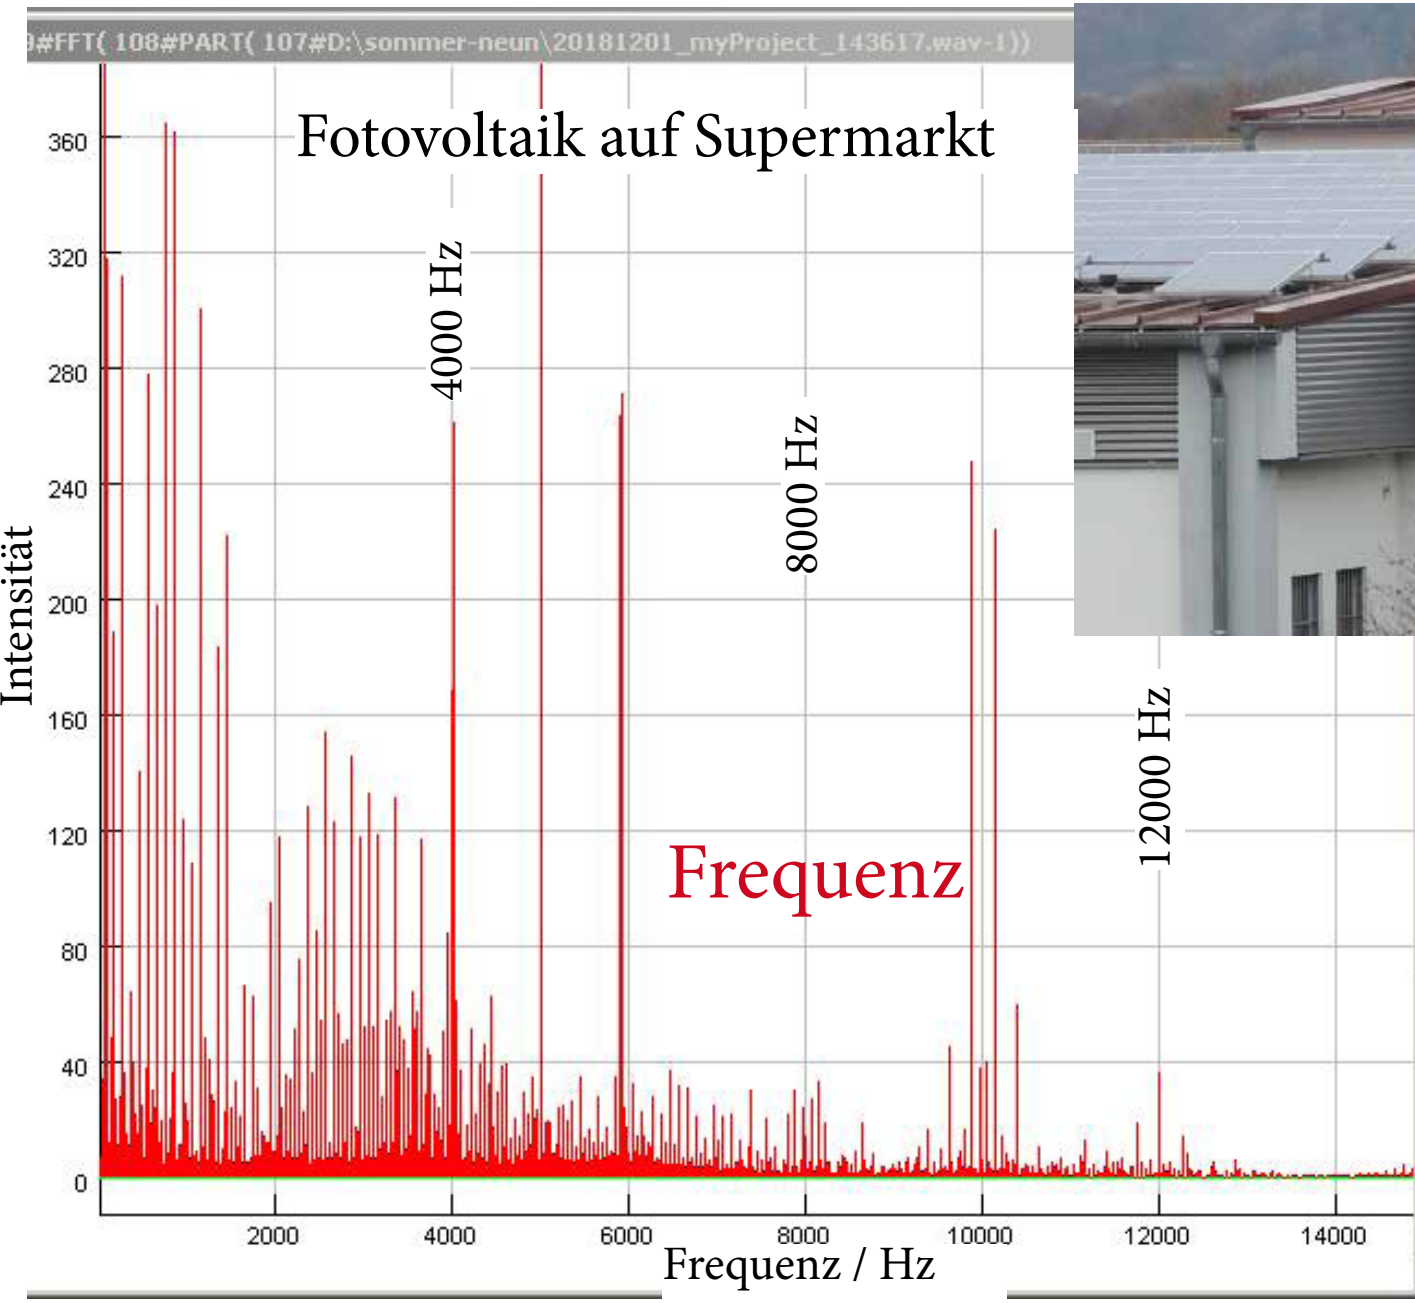 9#FFT( 108#PART( 107#D:\sommer-neun\20181201_myProject_143617.wav-1))
Fotovoltaik auf Supermarkt
360
320
280
240
200
160
120
80
40
0
Intensität
4000 Hz
8000 Hz
12000 Hz
Frequenz
2000
4000
6000
8000
10000
12000
14000
Frequenz / Hz